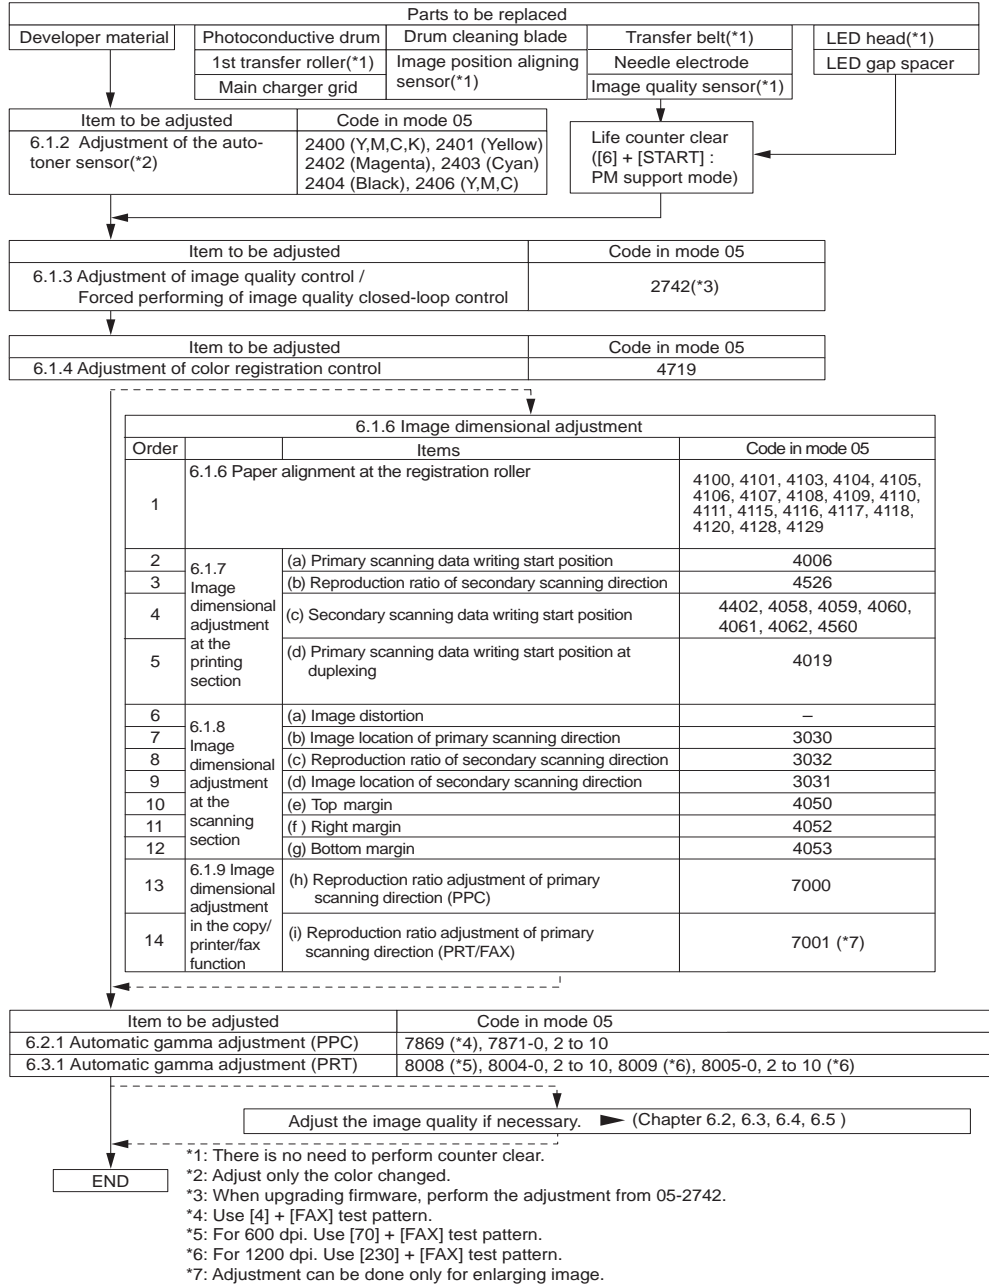 Parts to be replaced
Developer material
Photoconductive drum
Drum cleaning blade
Transfer belt(*1)
LED head(*1)
1st transfer roller(*1)
Image position aligning
sensor(*1)
Needle electrode
LED gap spacer
Main charger grid
Image quality sensor(*1)
Item to be adjusted
Code in mode 05
6.1.2 Adjustment of the auto-
toner sensor(*2)
2400 (Y,M,C,K), 2401 (Yellow)
2402 (Magenta), 2403 (Cyan)
2404 (Black), 2406 (Y,M,C)
Life counter clear
([6] + [START] :
PM support mode)
Item to be adjusted
Code in mode 05
6.1.3 Adjustment of image quality control /
Forced performing of image quality closed-loop control
2742(*3)
Item to be adjusted
Code in mode 05
6.1.4 Adjustment of color registration control
4719
6.1.6 Image dimensional adjustment
Order
Items
Code in mode 05
1
6.1.6 Paper alignment at the registration roller
4100, 4101, 4103, 4104, 4105,
4106, 4107, 4108, 4109, 4110,
4111, 4115, 4116, 4117, 4118,
4120, 4128, 4129
6.1.7
Image
dimensional
adjustment
at the
printing
section
2
(a) Primary scanning data writing start position
4006
3
(b) Reproduction ratio of secondary scanning direction
4526
4
(c) Secondary scanning data writing start position
4402, 4058, 4059, 4060,
4061, 4062, 4560
5
(d) Primary scanning data writing start position at
duplexing
4019
6.1.8
Image
dimensional
adjustment
at the
scanning
section
6
(a) Image distortion
–
7
(b) Image location of primary scanning direction
3030
8
(c) Reproduction ratio of secondary scanning direction
3032
9
(d) Image location of secondary scanning direction
3031
10
(e) Top margin
4050
11
(f ) Right margin
4052
12
(g) Bottom margin
4053
6.1.9 Image
dimensional
adjustment
in the copy/
printer/fax
function
13
(h) Reproduction ratio adjustment of primary
scanning direction (PPC)
7000
14
(i) Reproduction ratio adjustment of primary
scanning direction (PRT/FAX)
7001 (*7)
Item to be adjusted
Code in mode 05
6.2.1 Automatic gamma adjustment (PPC)
7869 (*4), 7871-0, 2 to 10
6.3.1 Automatic gamma adjustment (PRT)
8008 (*5), 8004-0, 2 to 10, 8009 (*6), 8005-0, 2 to 10 (*6)
Adjust the image quality if necessary. ► (Chapter 6.2, 6.3, 6.4, 6.5 )
END
*1: There is no need to perform counter clear.
*2: Adjust only the color changed.
*3: When upgrading firmware, perform the adjustment from 05-2742.
*4: Use [4] + [FAX] test pattern.
*5: For 600 dpi. Use [70] + [FAX] test pattern.
*6: For 1200 dpi. Use [230] + [FAX] test pattern.
*7: Adjustment can be done only for enlarging image.